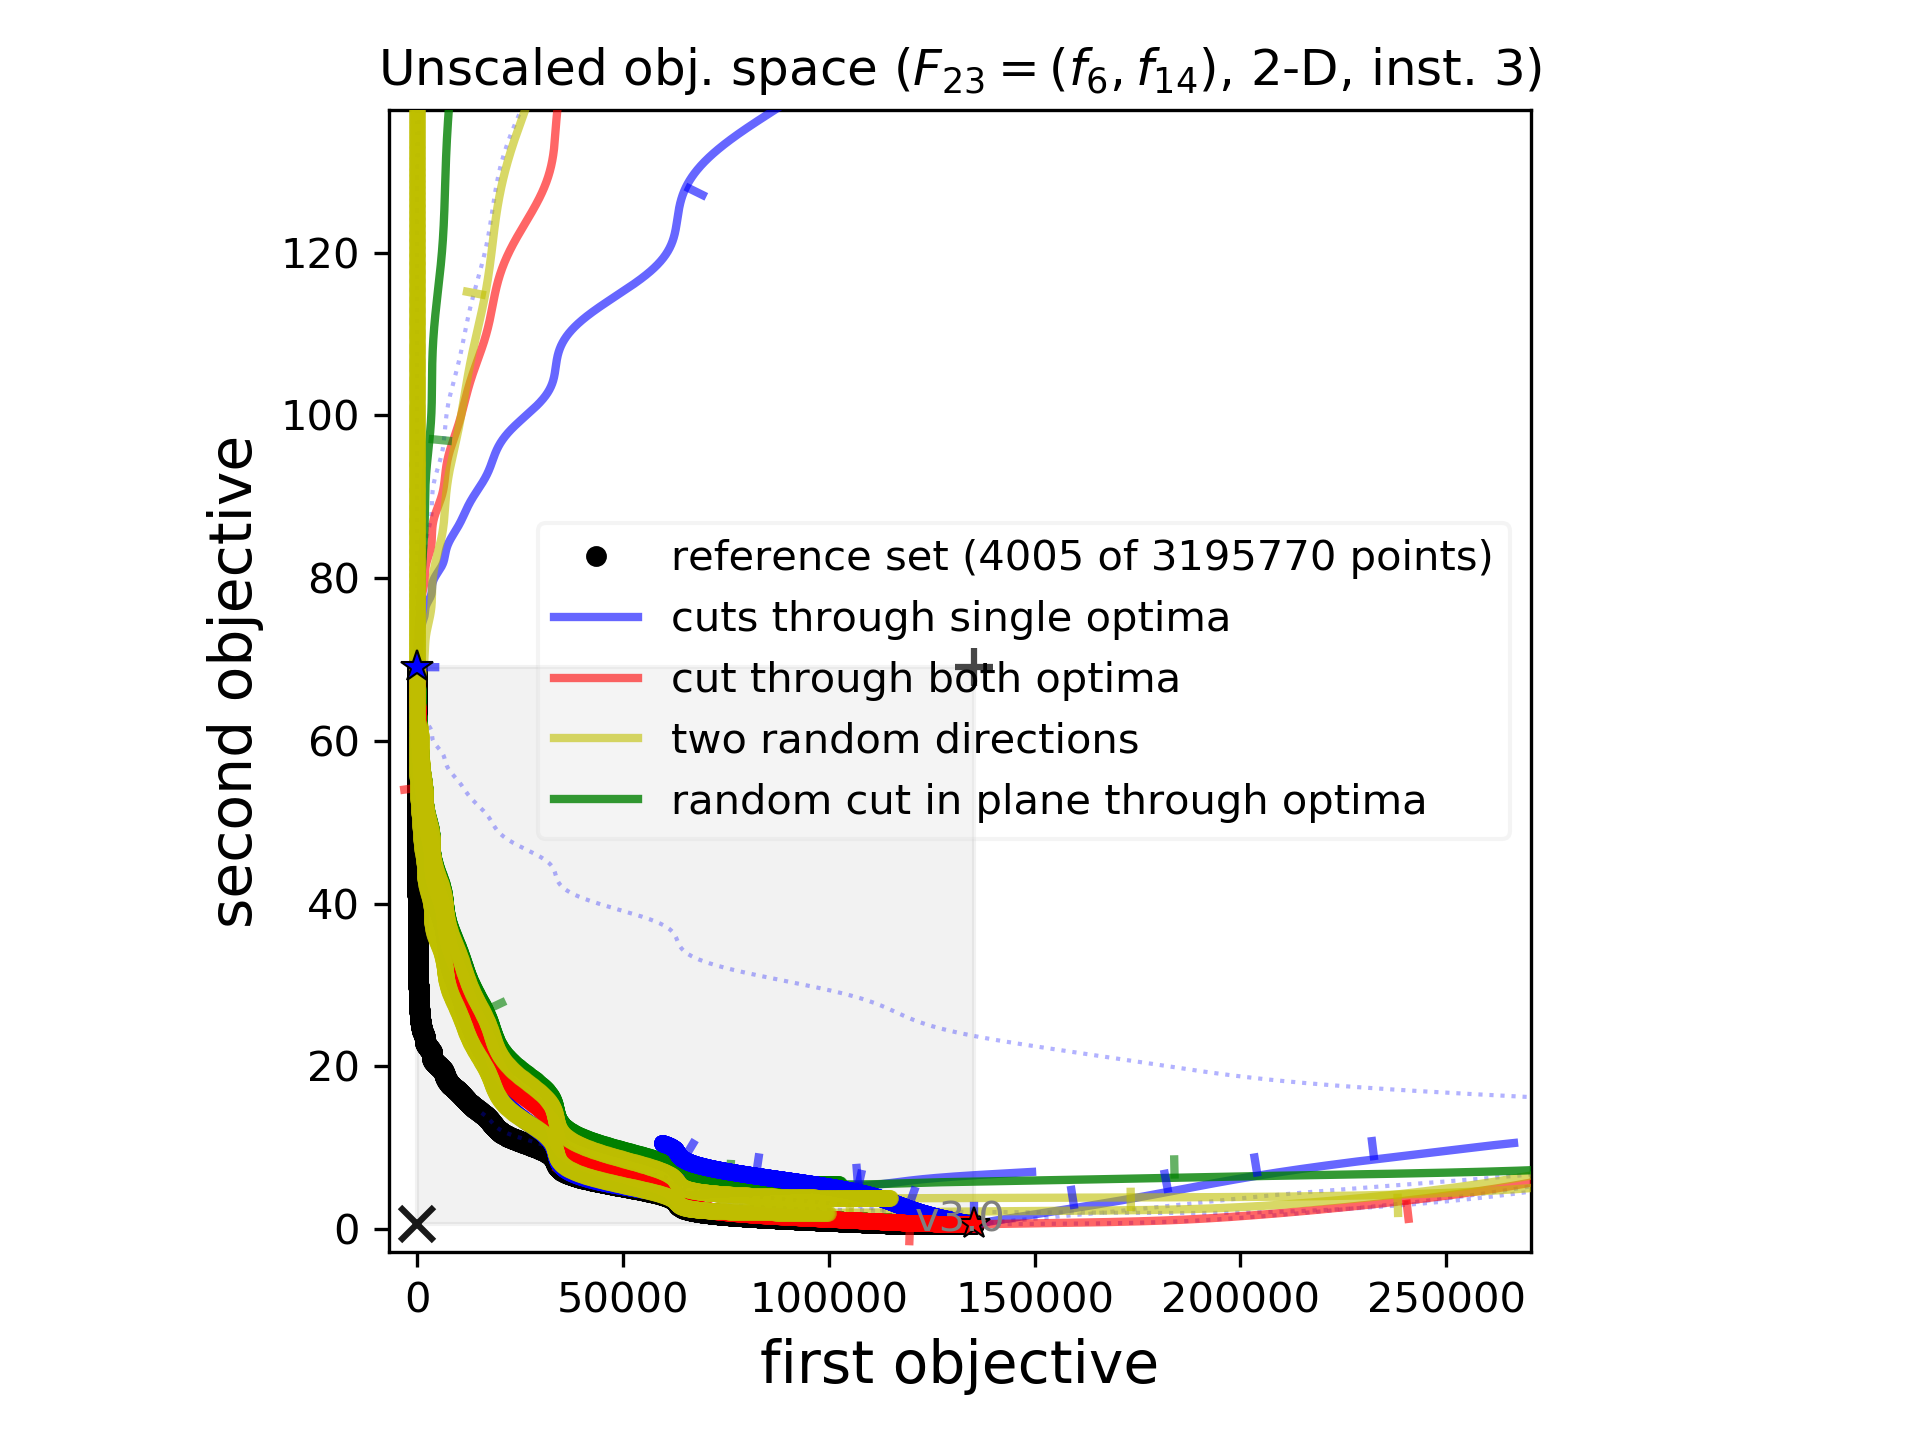 Unscaled obj. space (F₂₃ = (f₆, f₁₄), 2-D, inst. 3)
120
100
80
60
40
20
0
second objective
reference set (4005 of 3195770 points)
cuts through single optima
cut through both optima
two random directions
random cut in plane through optima
v3.0
0
50000
100000
150000
200000
250000
first objective